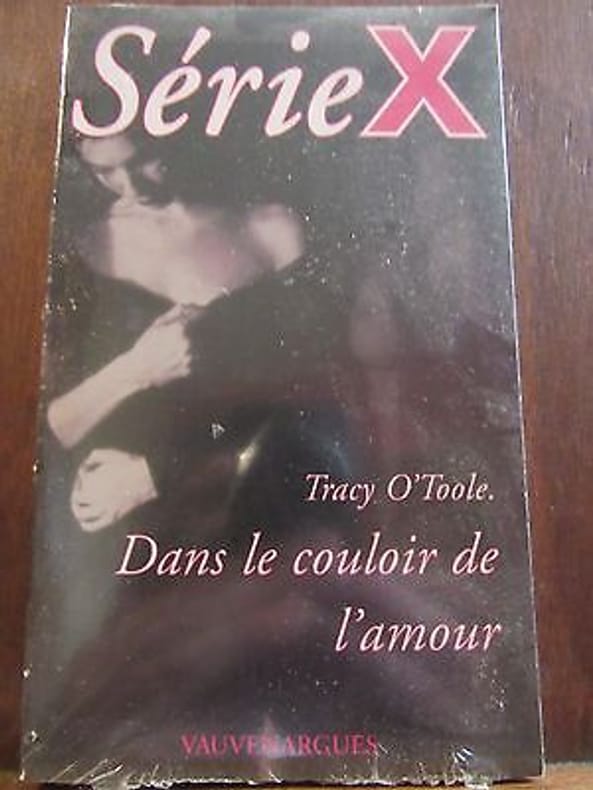 Série X
Tracy O'Toole.
Dans le couloir de
l'amour
VAUVENARGUES